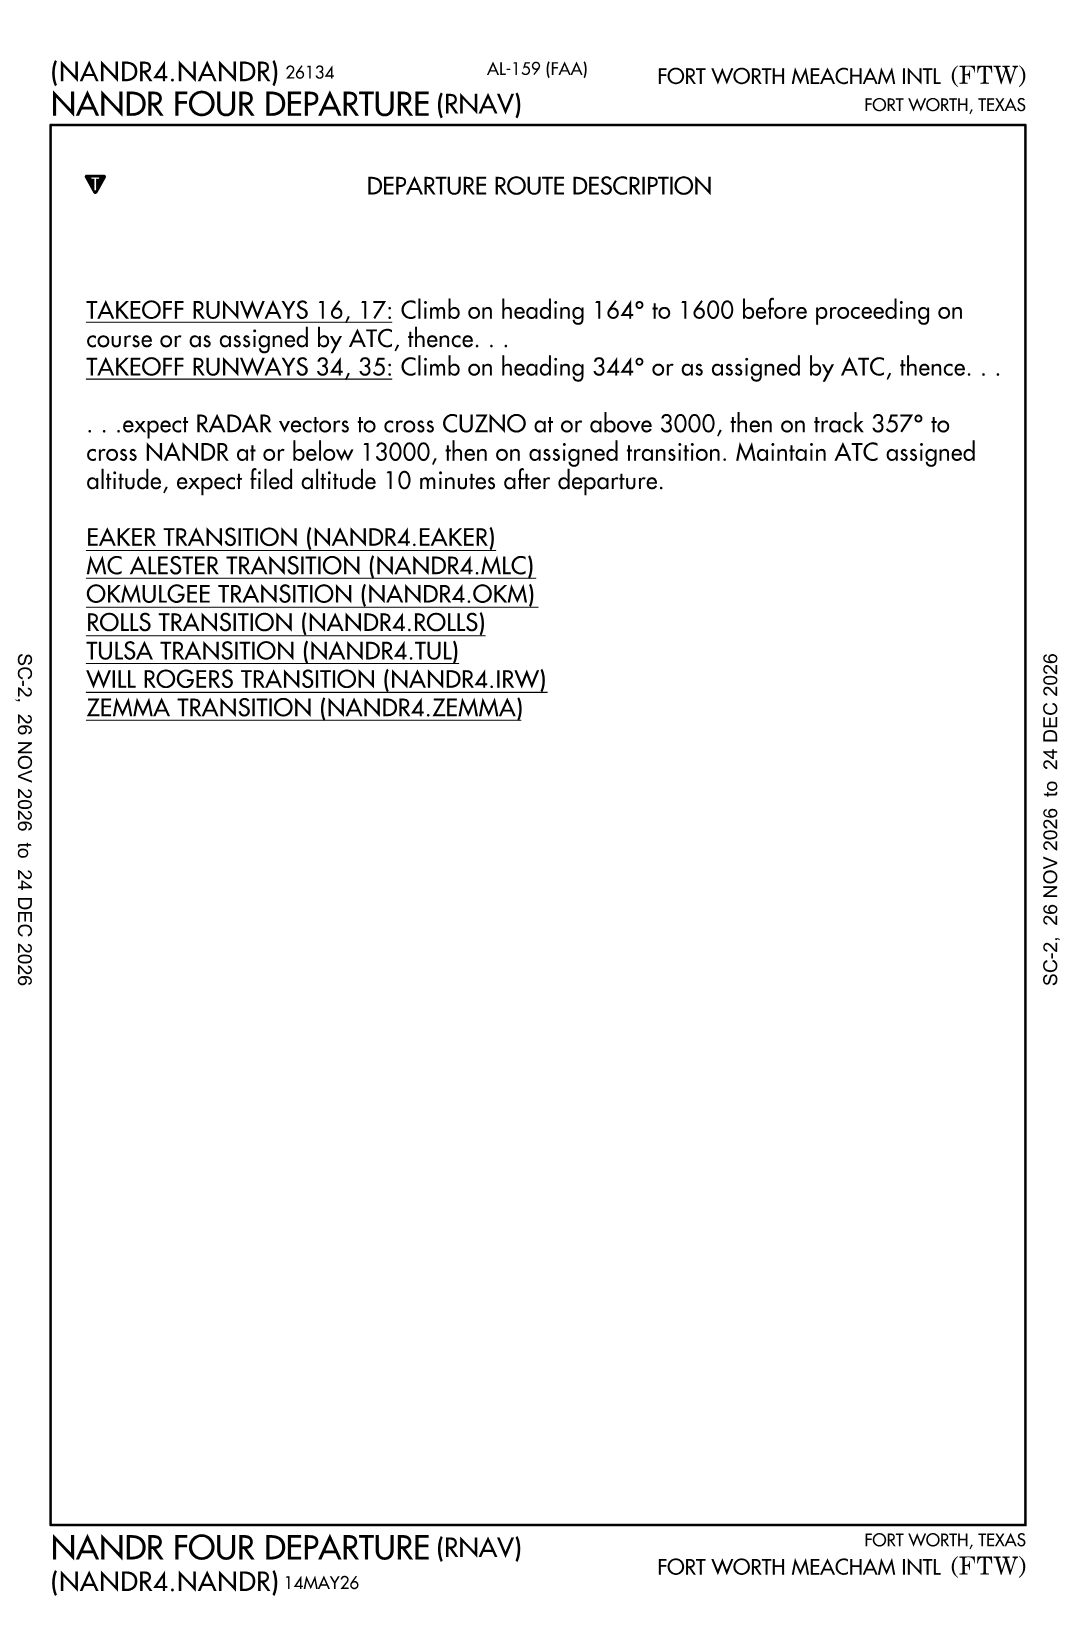 (NANDR4.NANDR) 26134
AL-159 (FAA)
FORT WORTH MEACHAM INTL (FTW)
NANDR FOUR DEPARTURE (RNAV)
FORT WORTH, TEXAS
T
DEPARTURE ROUTE DESCRIPTION
TAKEOFF RUNWAYS 16, 17: Climb on heading 164° to 1600 before proceeding on
course or as assigned by ATC, thence. . .
TAKEOFF RUNWAYS 34, 35: Climb on heading 344° or as assigned by ATC, thence. . .
. . .expect RADAR vectors to cross CUZNO at or above 3000, then on track 357° to
cross NANDR at or below 13000, then on assigned transition. Maintain ATC assigned
altitude, expect filed altitude 10 minutes after departure.
EAKER TRANSITION (NANDR4.EAKER)
MC ALESTER TRANSITION (NANDR4.MLC)
OKMULGEE TRANSITION (NANDR4.OKM)
ROLLS TRANSITION (NANDR4.ROLLS)
TULSA TRANSITION (NANDR4.TUL)
WILL ROGERS TRANSITION (NANDR4.IRW)
ZEMMA TRANSITION (NANDR4.ZEMMA)
SC-2, 26 NOV 2026 to 24 DEC 2026
SC-2, 26 NOV 2026 to 24 DEC 2026
NANDR FOUR DEPARTURE (RNAV)
FORT WORTH, TEXAS
(NANDR4.NANDR) 14MAY26
FORT WORTH MEACHAM INTL (FTW)